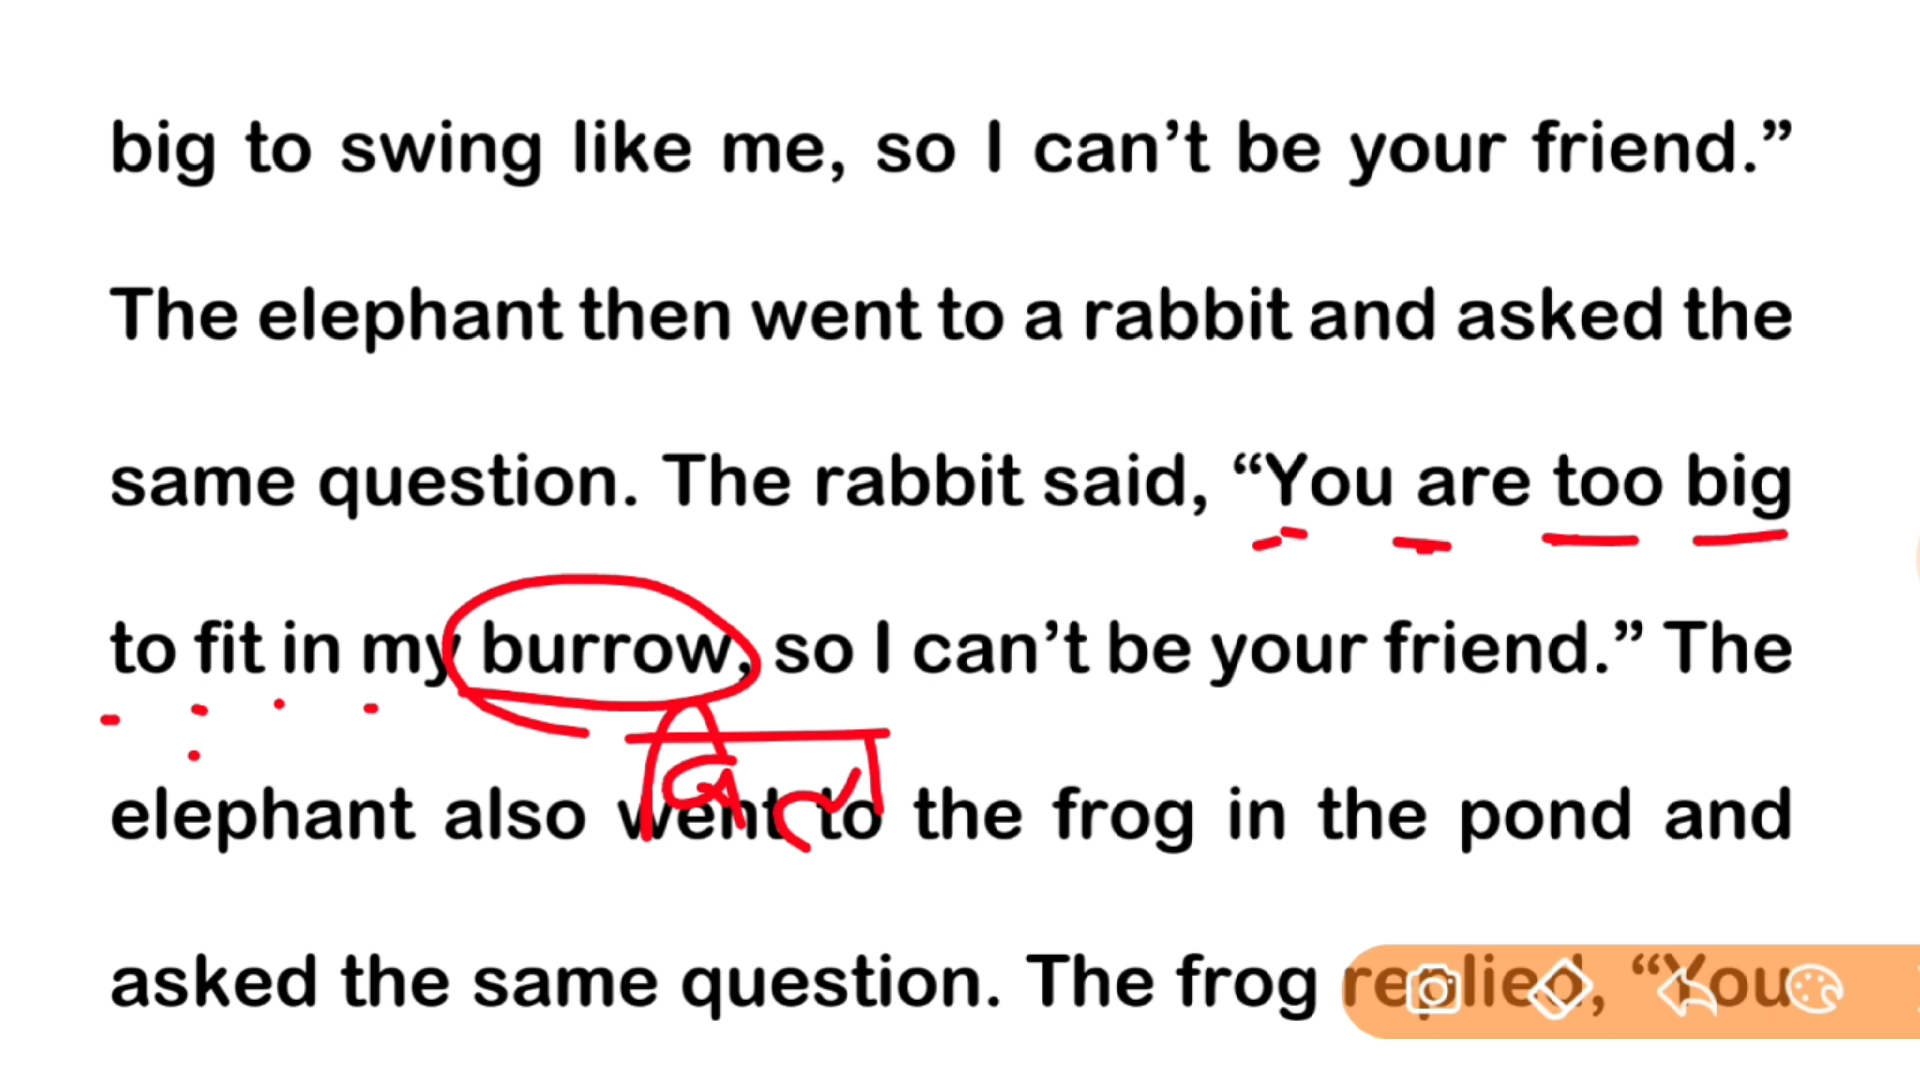 big to swing like me, so I can’t be your friend.”
The elephant then went to a rabbit and asked the
same question. The rabbit said, “You are too big
to fit in my burrow, so I can’t be your friend.” The
elephant also went to the frog in the pond and
asked the same question. The frog replied, “You